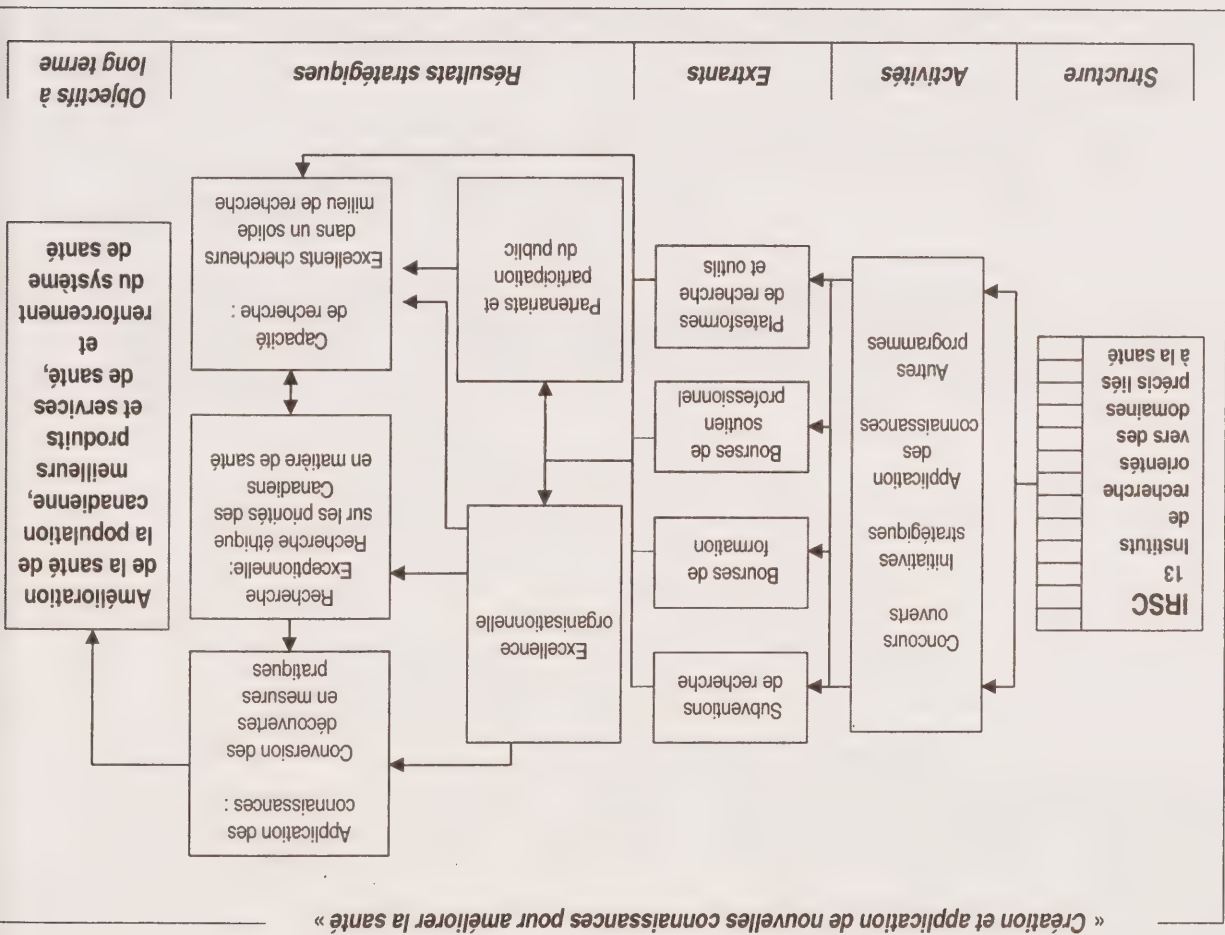 « Création et application de nouvelles connaissances pour améliorer la santé »
IRSC
13
Instituts
de
recherche
orientés
vers des
domaines
précis liés
à la santé
Concours
ouverts
Initiatives
stratégiques
Application
des
connaissances
Autres
programmes
Subventions
de recherche
Bourses de
formation
Bourses de
soutien
professionnel
Plateformes
de recherche
et outils
Excellence
organisationnelle
Partenariats et
participation
du public
Application des
connaissances :
Conversion des
découvertes
en mesures
pratiques
Recherche
Exceptionnelle:
Recherche éthique
sur les priorités des
Canadiens
en matière de santé
Capacité
de recherche :
Excellents chercheurs
dans un solide
milieu de recherche
Amélioration
de la santé de
la population
canadienne,
meilleurs
produits
et services
de santé,
et
renforcement
du système
de santé
Structure
Activités
Extrants
Résultats stratégiques
Objectifs à
long terme